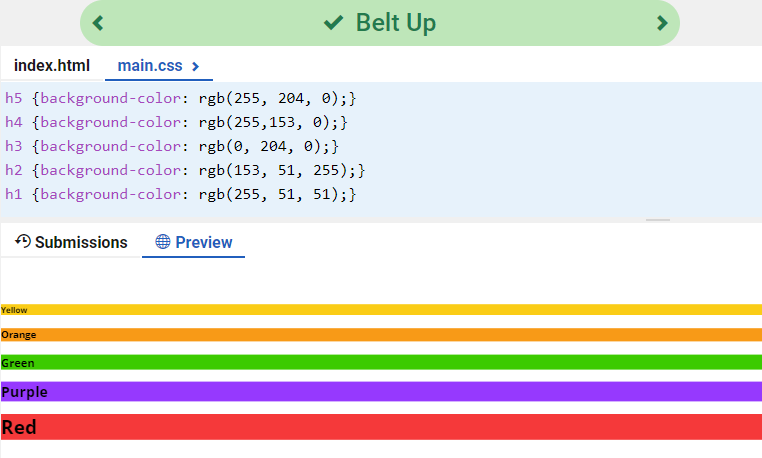 Belt Up
index.html main.css
h5 {background-color: rgb(255, 204, 0);}
h4 {background-color: rgb(255,153, 0);}
h3 {background-color: rgb(0, 204, 0);}
h2 {background-color: rgb(153, 51, 255);}
h1 {background-color: rgb(255, 51, 51);}
Submissions Preview
Yellow
Orange
Green
Purple
Red